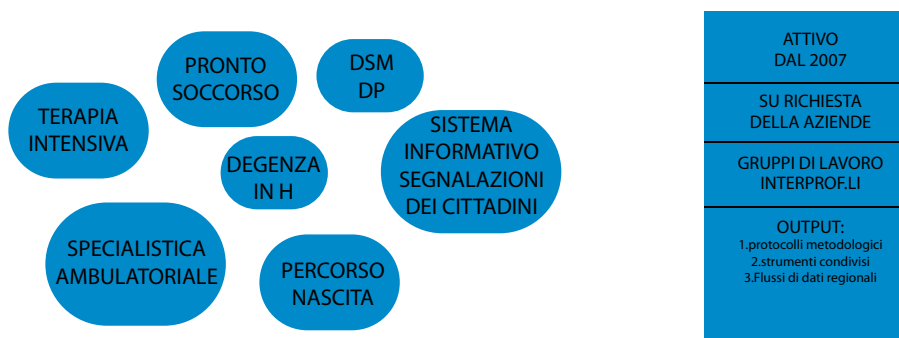 PRONTO
SOCCORSO
DSM
DP
TERAPIA
INTENSIVA
DEGENZA
IN H
SISTEMA
INFORMATIVO
SEGNALAZIONI
DEI CITTADINI
SPECIALISTICA
AMBULATORIALE
PERCORSO
NASCITA
ATTIVO
DAL 2007
SU RICHIESTA
DELLA AZIENDE
GRUPPI DI LAVORO
INTERPROF.LI
OUTPUT:
1.protocolli metodologici
2.strumenti condivisi
3.Flussi di dati regionali